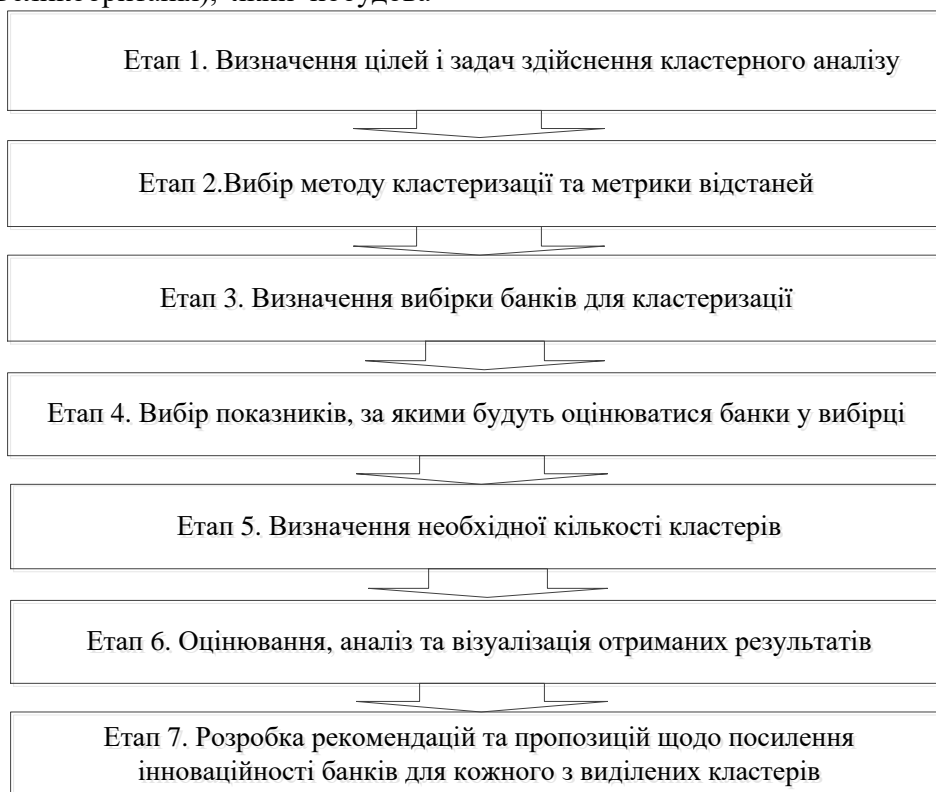 Етап 1. Визначення цілей і задач здійснення кластерного аналізу
Етап 2.Вибір методу кластеризації та метрики відстаней
Етап 3. Визначення вибірки банків для кластеризації
Етап 4. Вибір показників, за якими будуть оцінюватися банки у вибірці
Етап 5. Визначення необхідної кількості кластерів
Етап 6. Оцінювання, аналіз та візуалізація отриманих результатів
Етап 7. Розробка рекомендацій та пропозицій щодо посилення
інноваційності банків для кожного з виділених кластерів